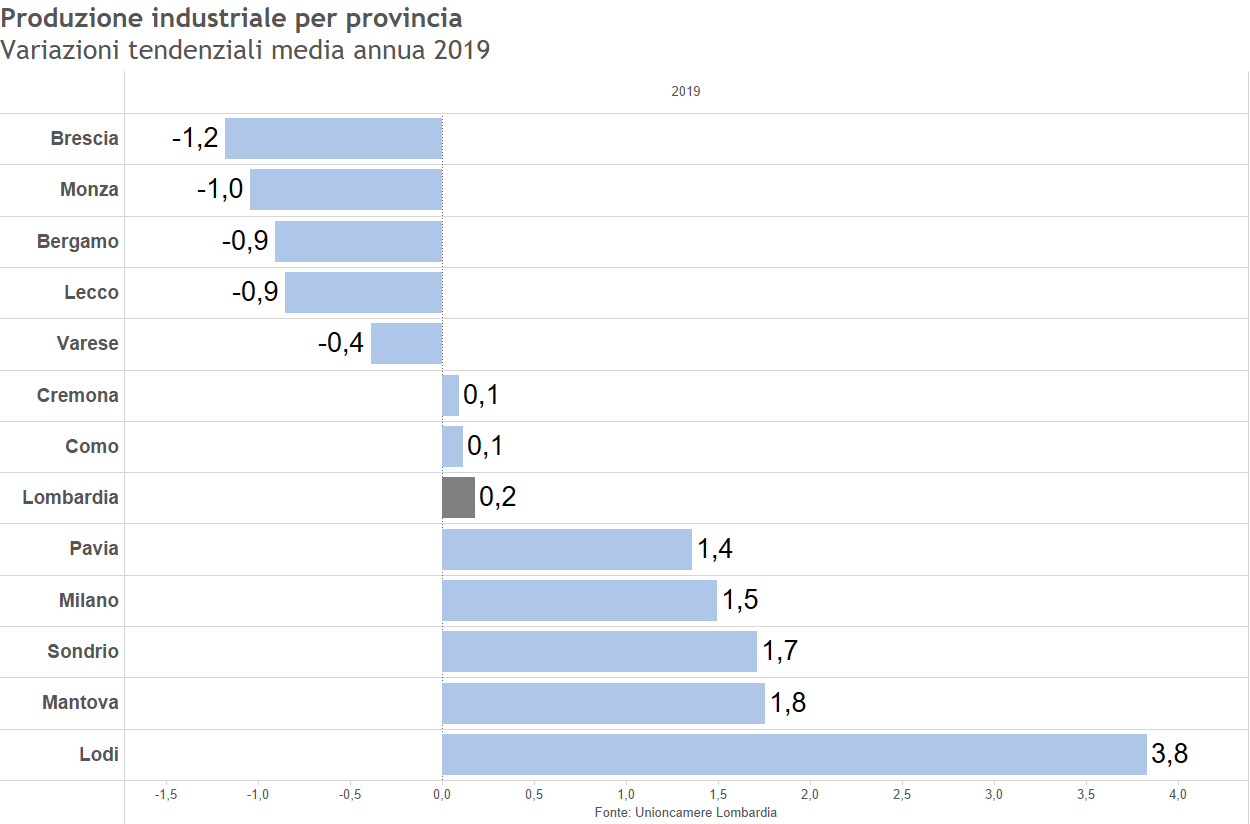 Produzione industriale per provincia
Variazioni tendenziali media annua 2019
2019
Brescia -1,2
Monza -1,0
Bergamo -0,9
Lecco -0,9
Varese -0,4
Cremona 0,1
Como 0,1
Lombardia 0,2
Pavia 1,4
Milano 1,5
Sondrio 1,7
Mantova 1,8
Lodi 3,8
-1,5 -1,0 -0,5 0,0 0,5 1,0 1,5 2,0 2,5 3,0 3,5 4,0
Fonte: Unioncamere Lombardia